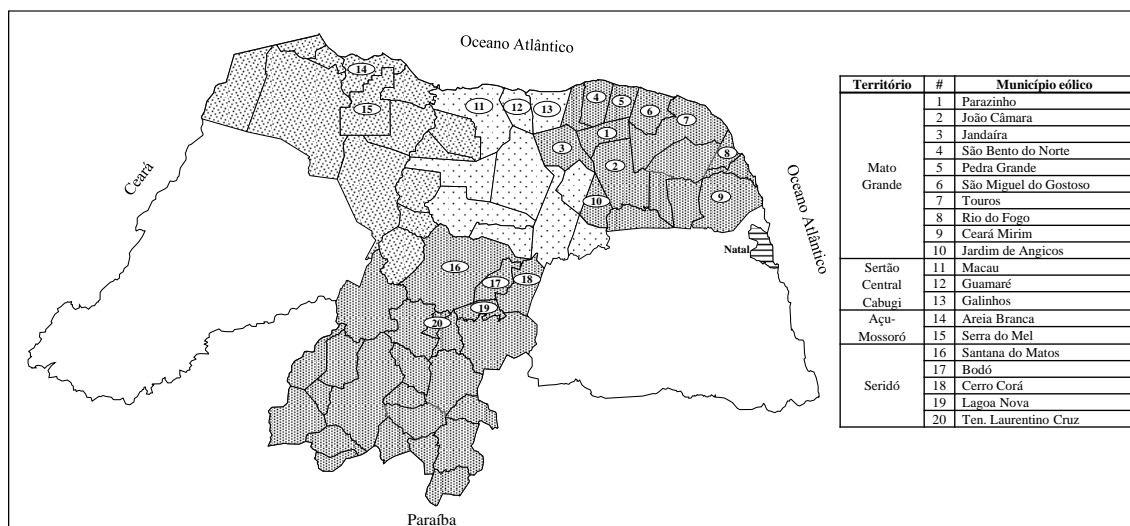 Oceano Atlântico
Ceará
Oceano Atlântico
Natal
Paraíba
14
15
11
12
13
4
5
6
7
1
3
2
8
9
10
16
17
18
19
20
Território # Município eólico
Mato Grande
1 Parazinho
2 João Câmara
3 Jandaíra
4 São Bento do Norte
5 Pedra Grande
6 São Miguel do Gostoso
7 Touros
8 Rio do Fogo
9 Ceará Mirim
10 Jardim de Angicos
Sertão Central Cabugi
11 Macau
12 Guamaré
13 Galinhos
Açu-Mossoró
14 Areia Branca
15 Serra do Mel
Seridó
16 Santana do Matos
17 Bodó
18 Cerro Corá
19 Lagoa Nova
20 Ten. Laurentino Cruz